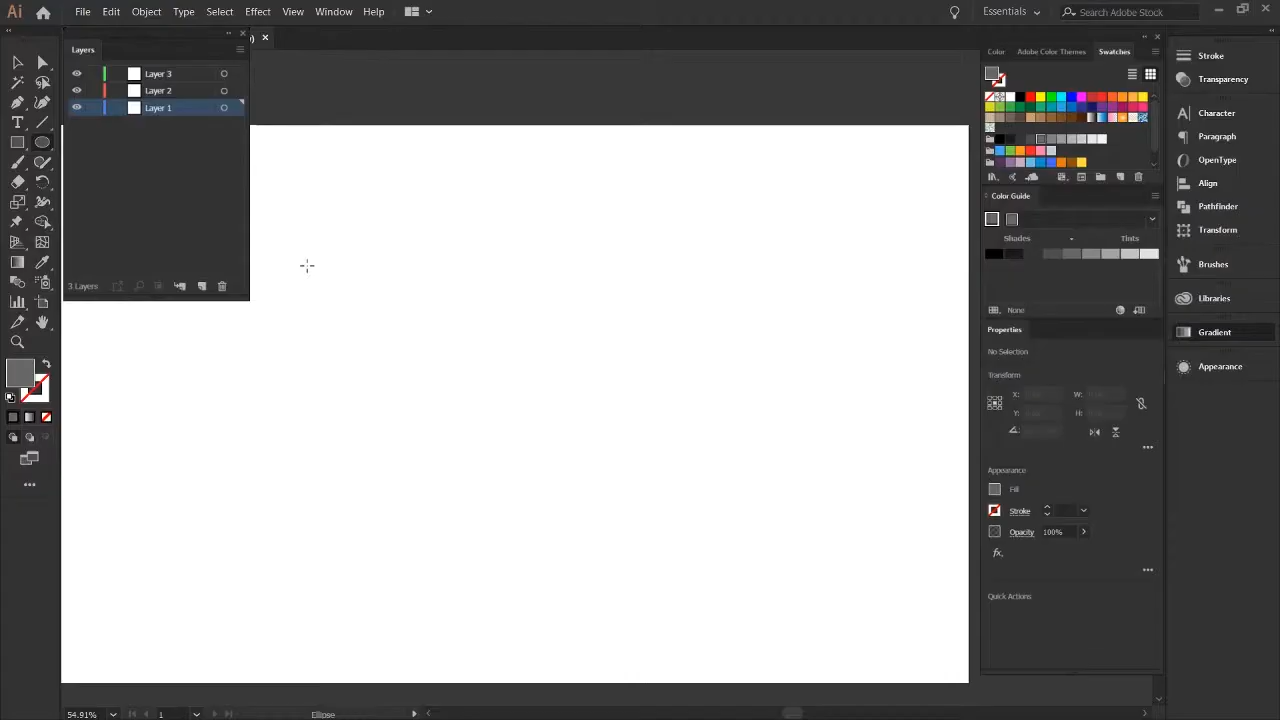 Ai File Edit Object Type Select Effect View Window Help Essentials Search Adobe Stock
Layers
Layer 3
Layer 2
Layer 1
3 Layers
Color Adobe Color Themes Swatches
Color Guide
Shades Tints
None
Properties
No Selection
Transform
X: W:
Y: H:
Appearance
Fill
Stroke
Opacity 100%
fx.
Quick Actions
Stroke
Transparency
Character
Paragraph
OpenType
Align
Pathfinder
Transform
Brushes
Libraries
Gradient
Appearance
54.91% 1 Ellipse